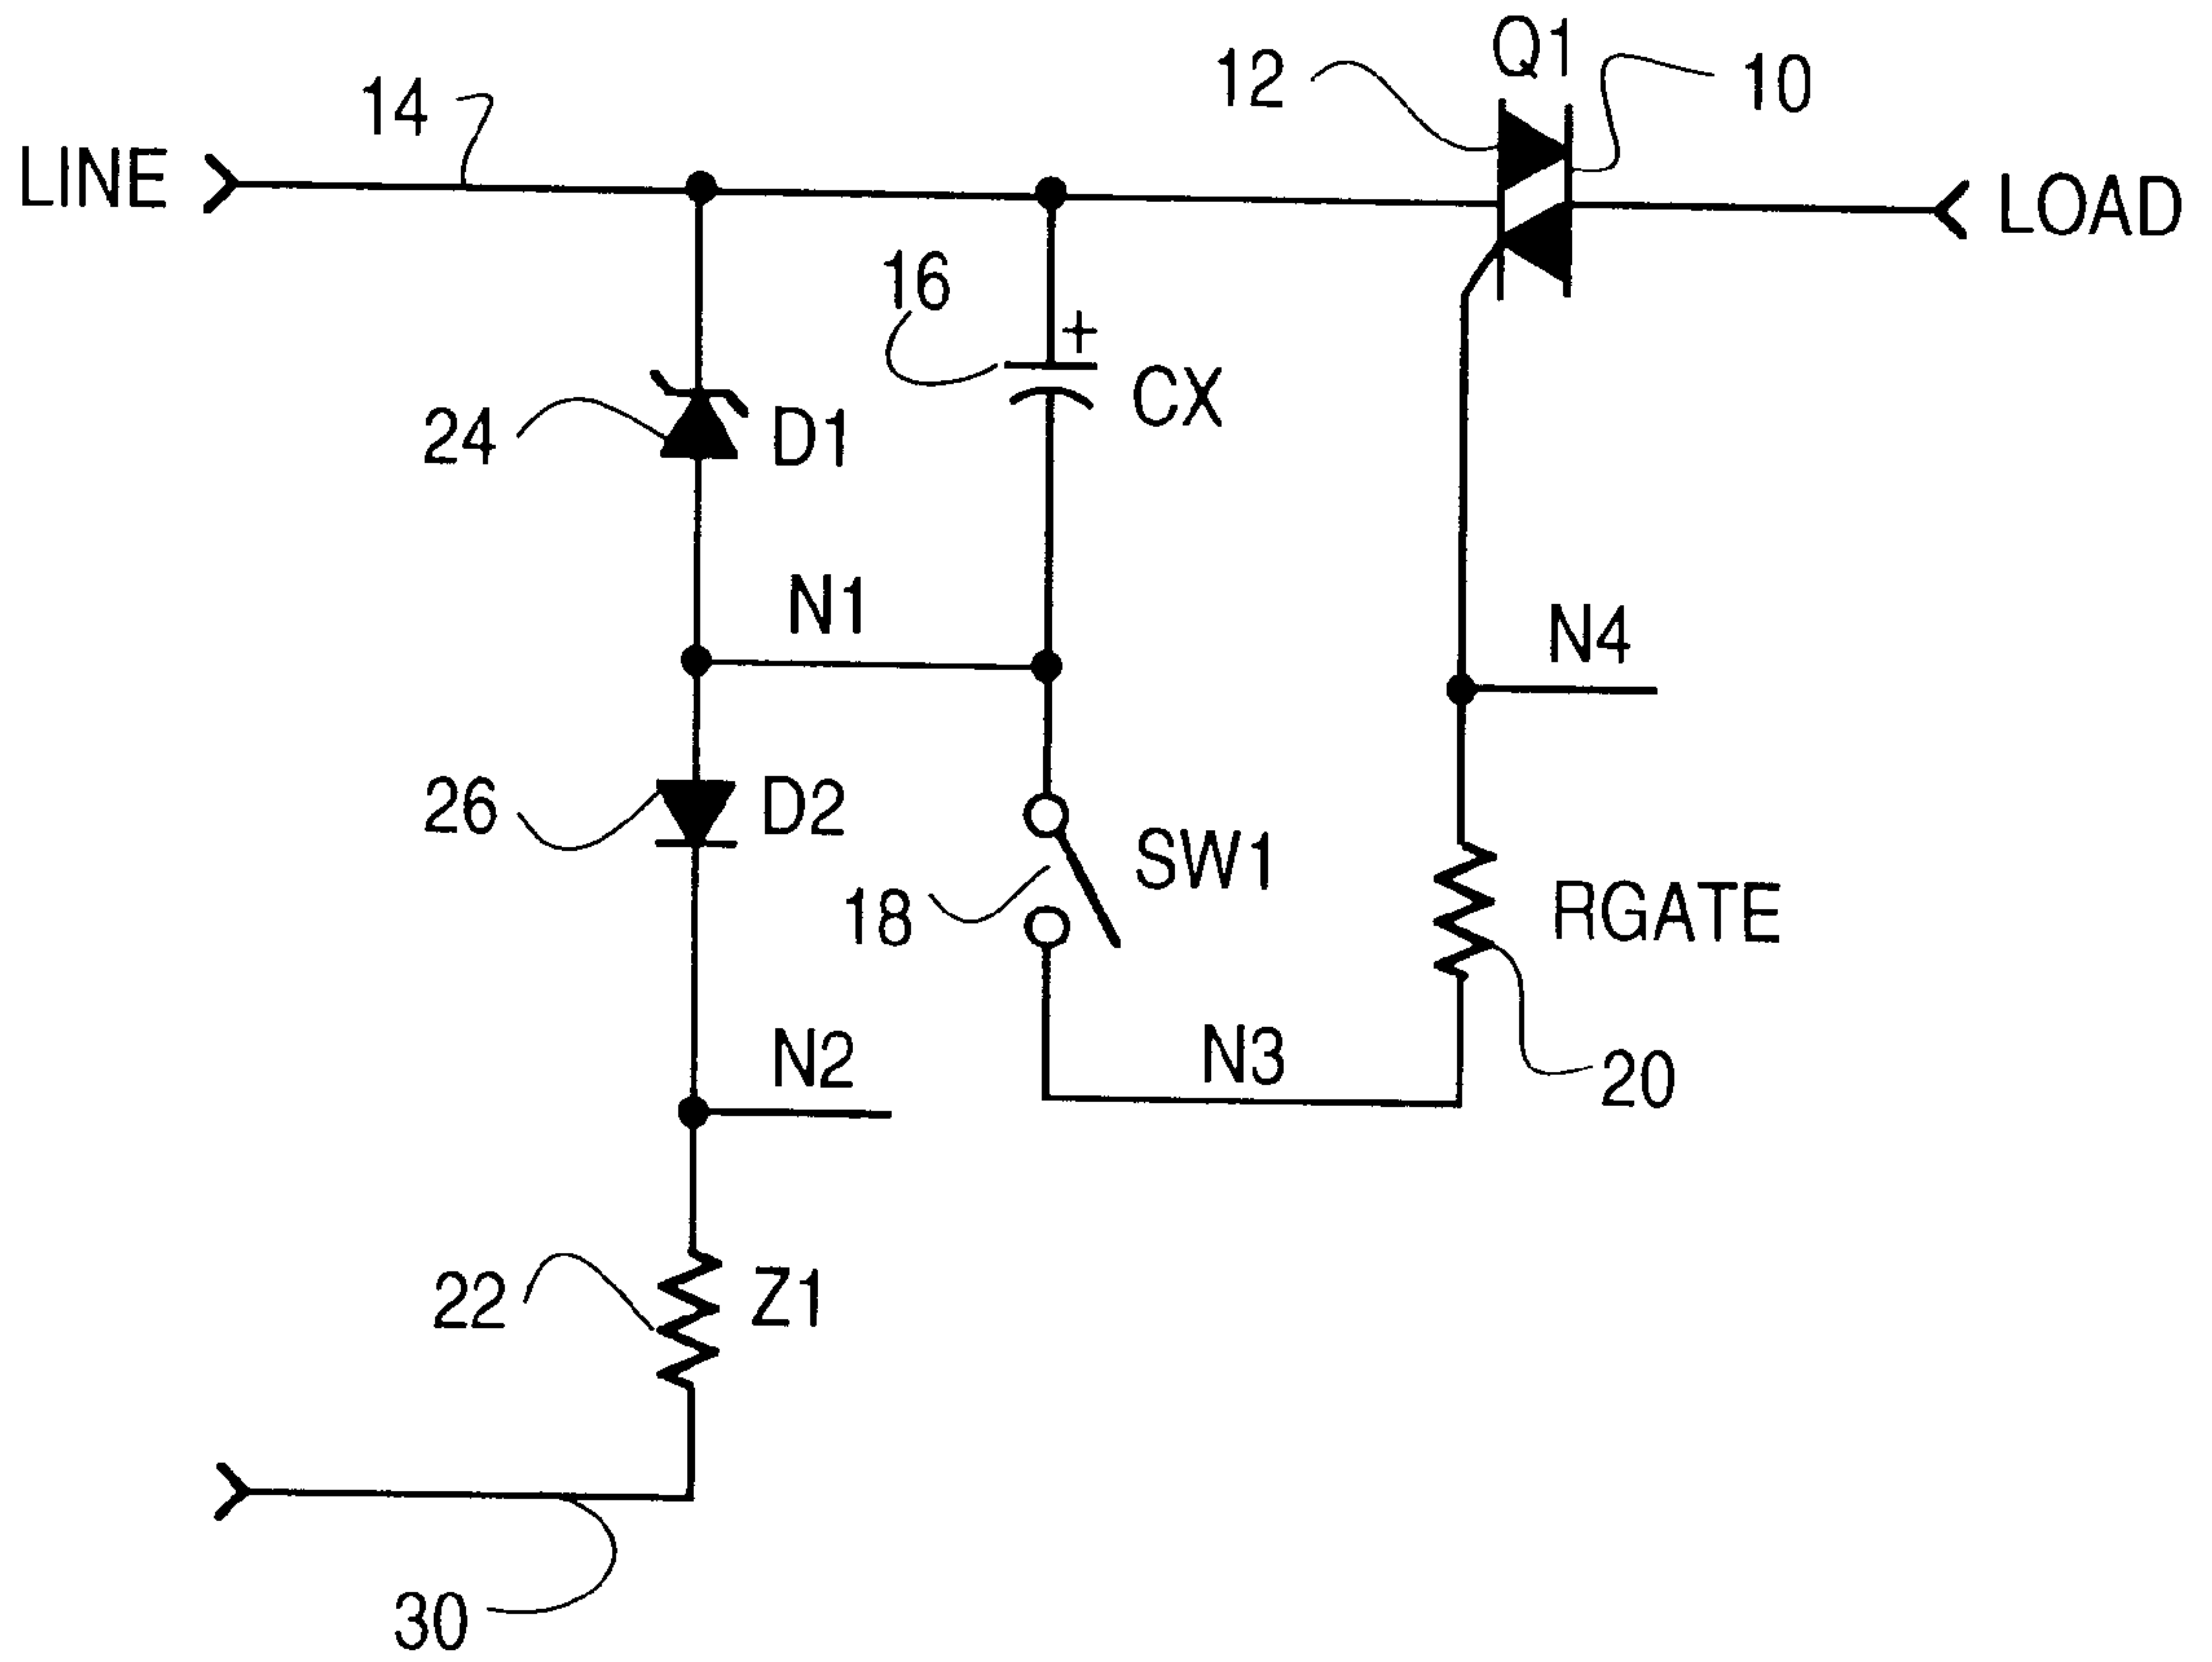 Q1
12
10
14
LINE
LOAD
16
+
CX
24
D1
N1
N4
26
D2
SW1
18
RGATE
N2
N3
20
22
Z1
30